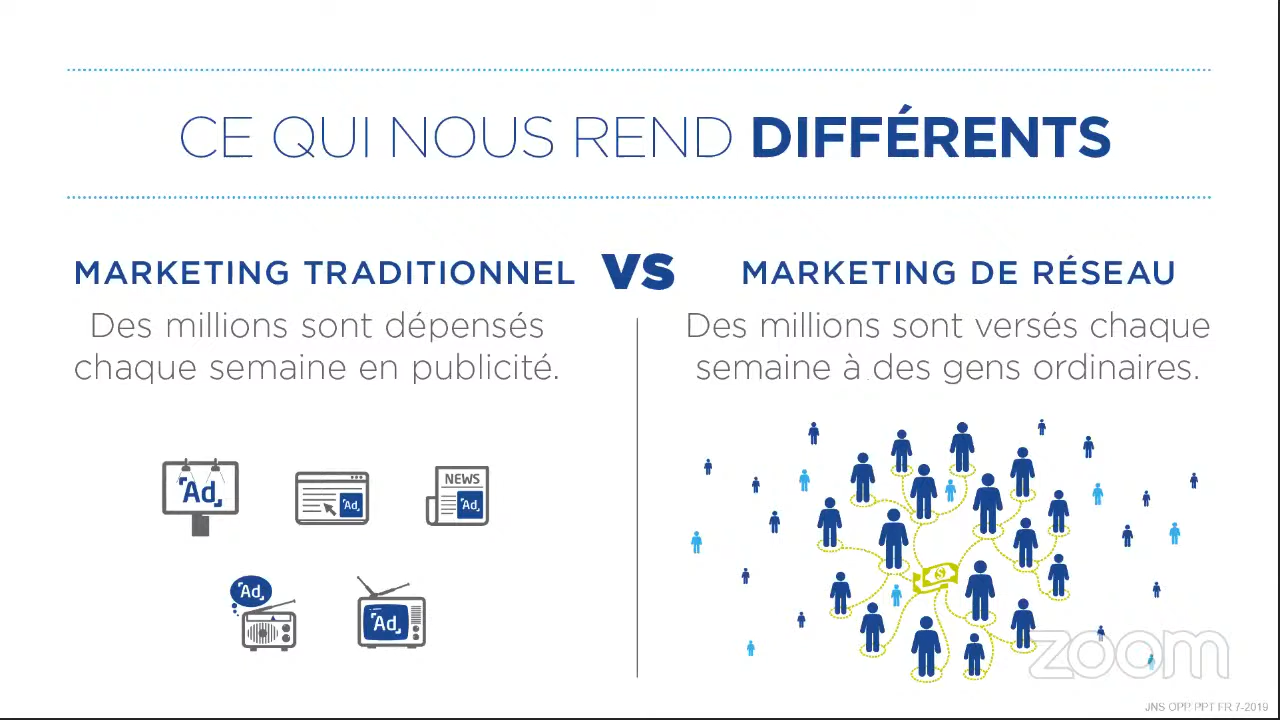 CE QUI NOUS REND DIFFÉRENTS
MARKETING TRADITIONNEL VS MARKETING DE RÉSEAU
Des millions sont dépensés
chaque semaine en publicité.
Des millions sont versés chaque
semaine à des gens ordinaires.
Ad
Ad
NEWS
Ad
Ad
Ad
$
zoom
JNS OPP PPT FR 7-2019